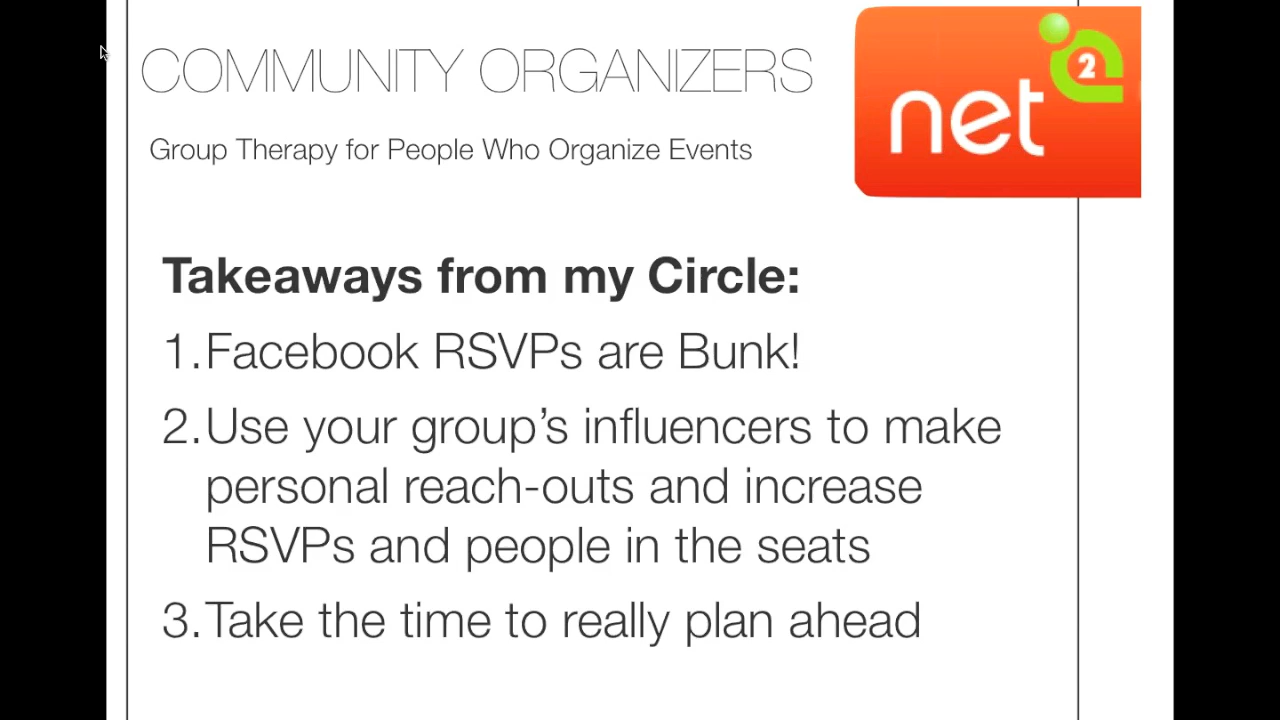 COMMUNITY ORGANIZERS
Group Therapy for People Who Organize Events
net
2
Takeaways from my Circle:
1. Facebook RSVPs are Bunk!
2. Use your group’s influencers to make
personal reach-outs and increase
RSVPs and people in the seats
3. Take the time to really plan ahead